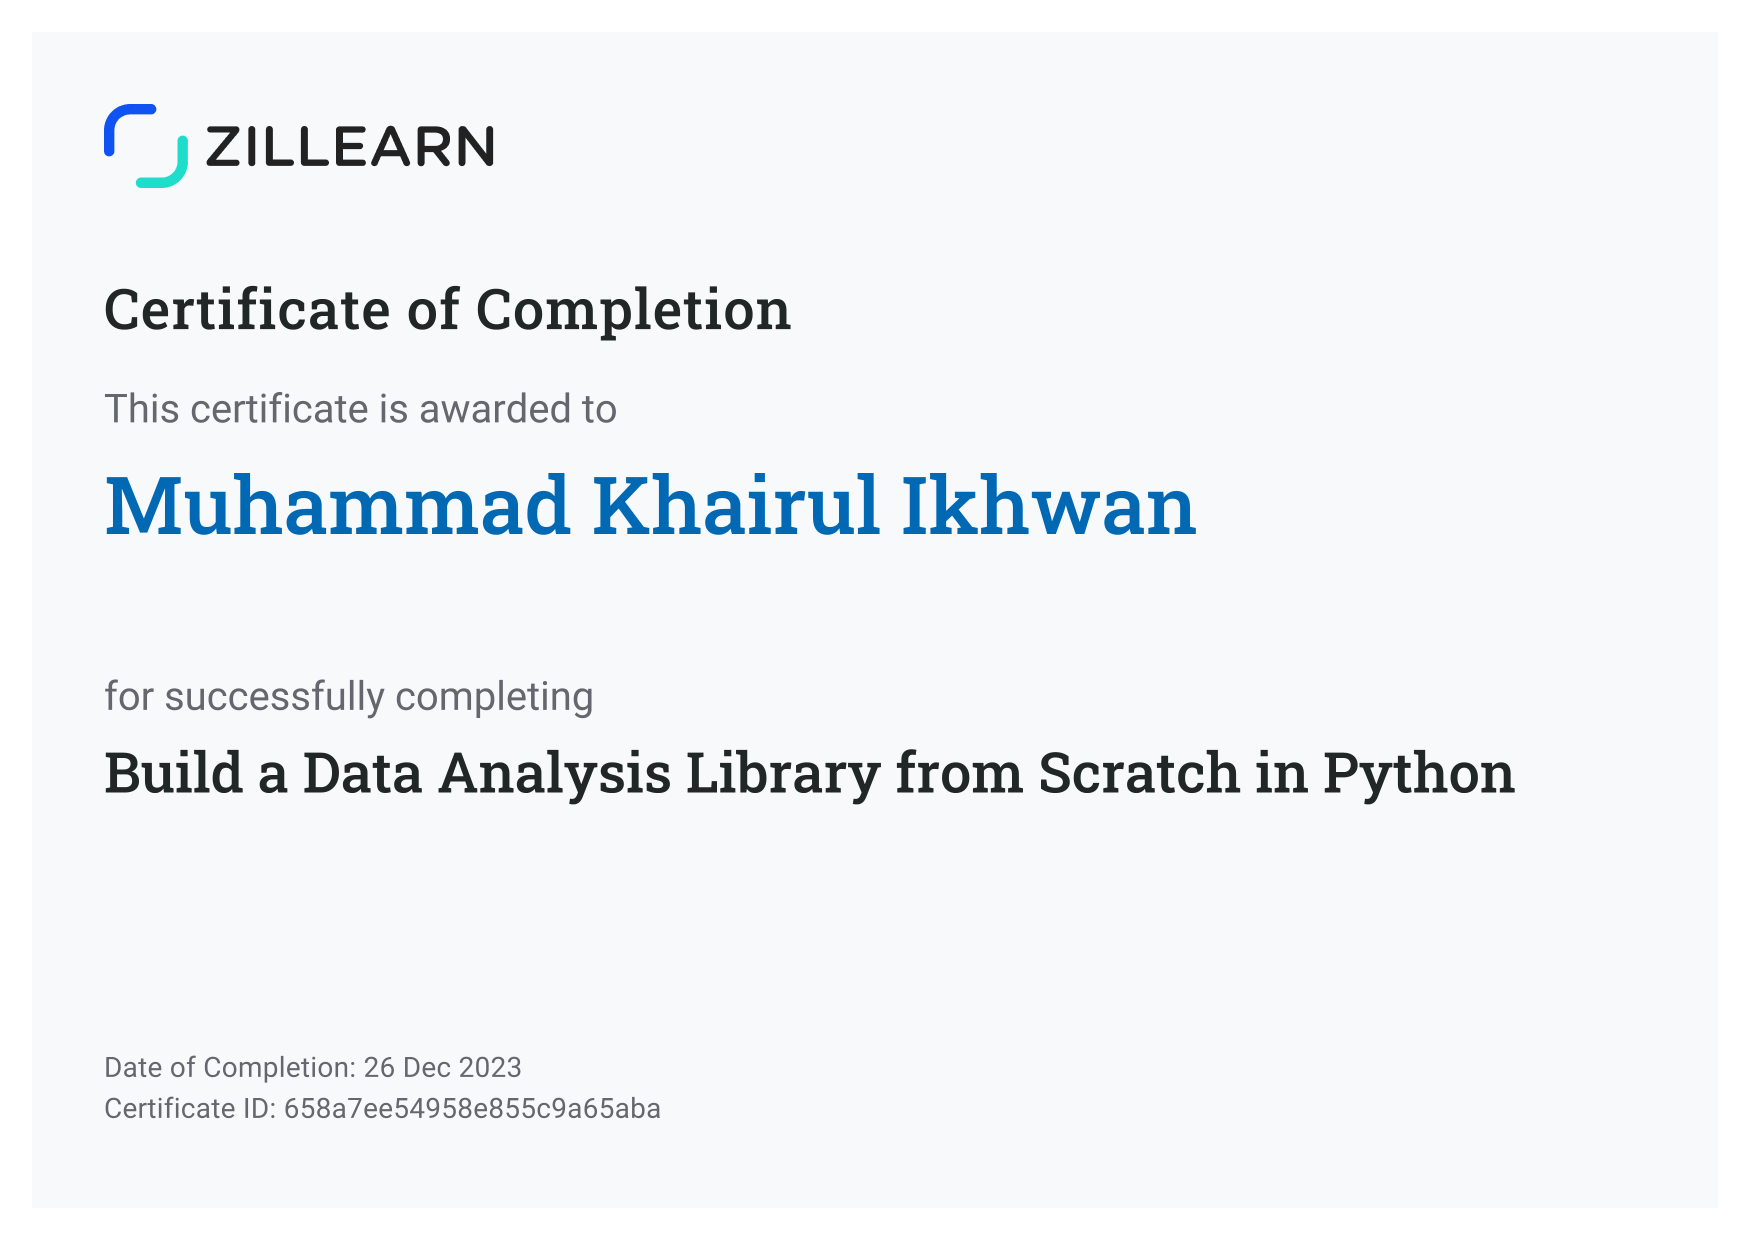 ZILLEARN
Certificate of Completion
This certificate is awarded to
Muhammad Khairul Ikhwan
for successfully completing
Build a Data Analysis Library from Scratch in Python
Date of Completion: 26 Dec 2023
Certificate ID: 658a7ee54958e855c9a65aba